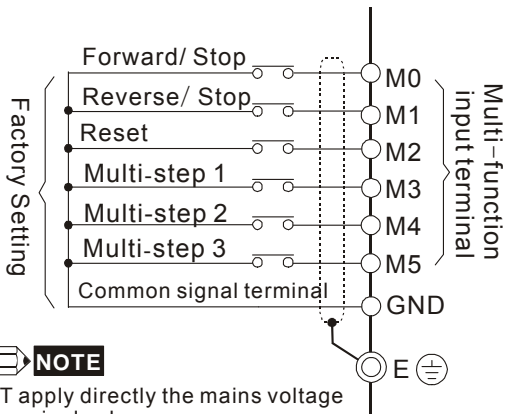 Forward/ Stop
M0
Reverse/ Stop
M1
Reset
M2
Multi-step 1
M3
Multi-step 2
M4
Multi-step 3
M5
Common signal terminal
GND
Factory Setting
Multi-function
input terminal
E
NOTE
T apply directly the mains voltage